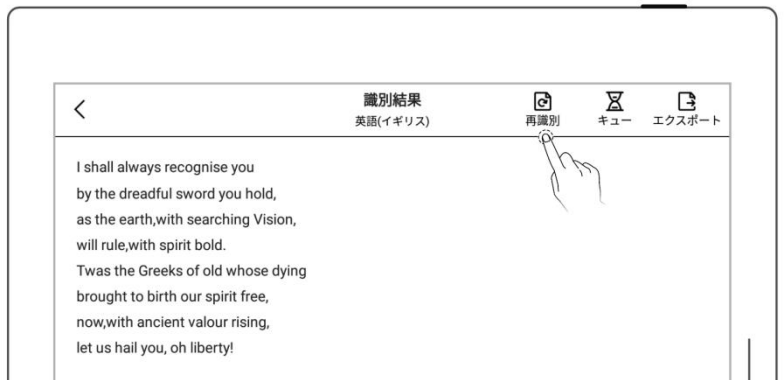 識別結果
英語(イギリス)
再識別
キュー
エクスポート
I shall always recognise you
by the dreadful sword you hold,
as the earth,with searching Vision,
will rule,with spirit bold.
Twas the Greeks of old whose dying
brought to birth our spirit free,
now,with ancient valour rising,
let us hail you, oh liberty!